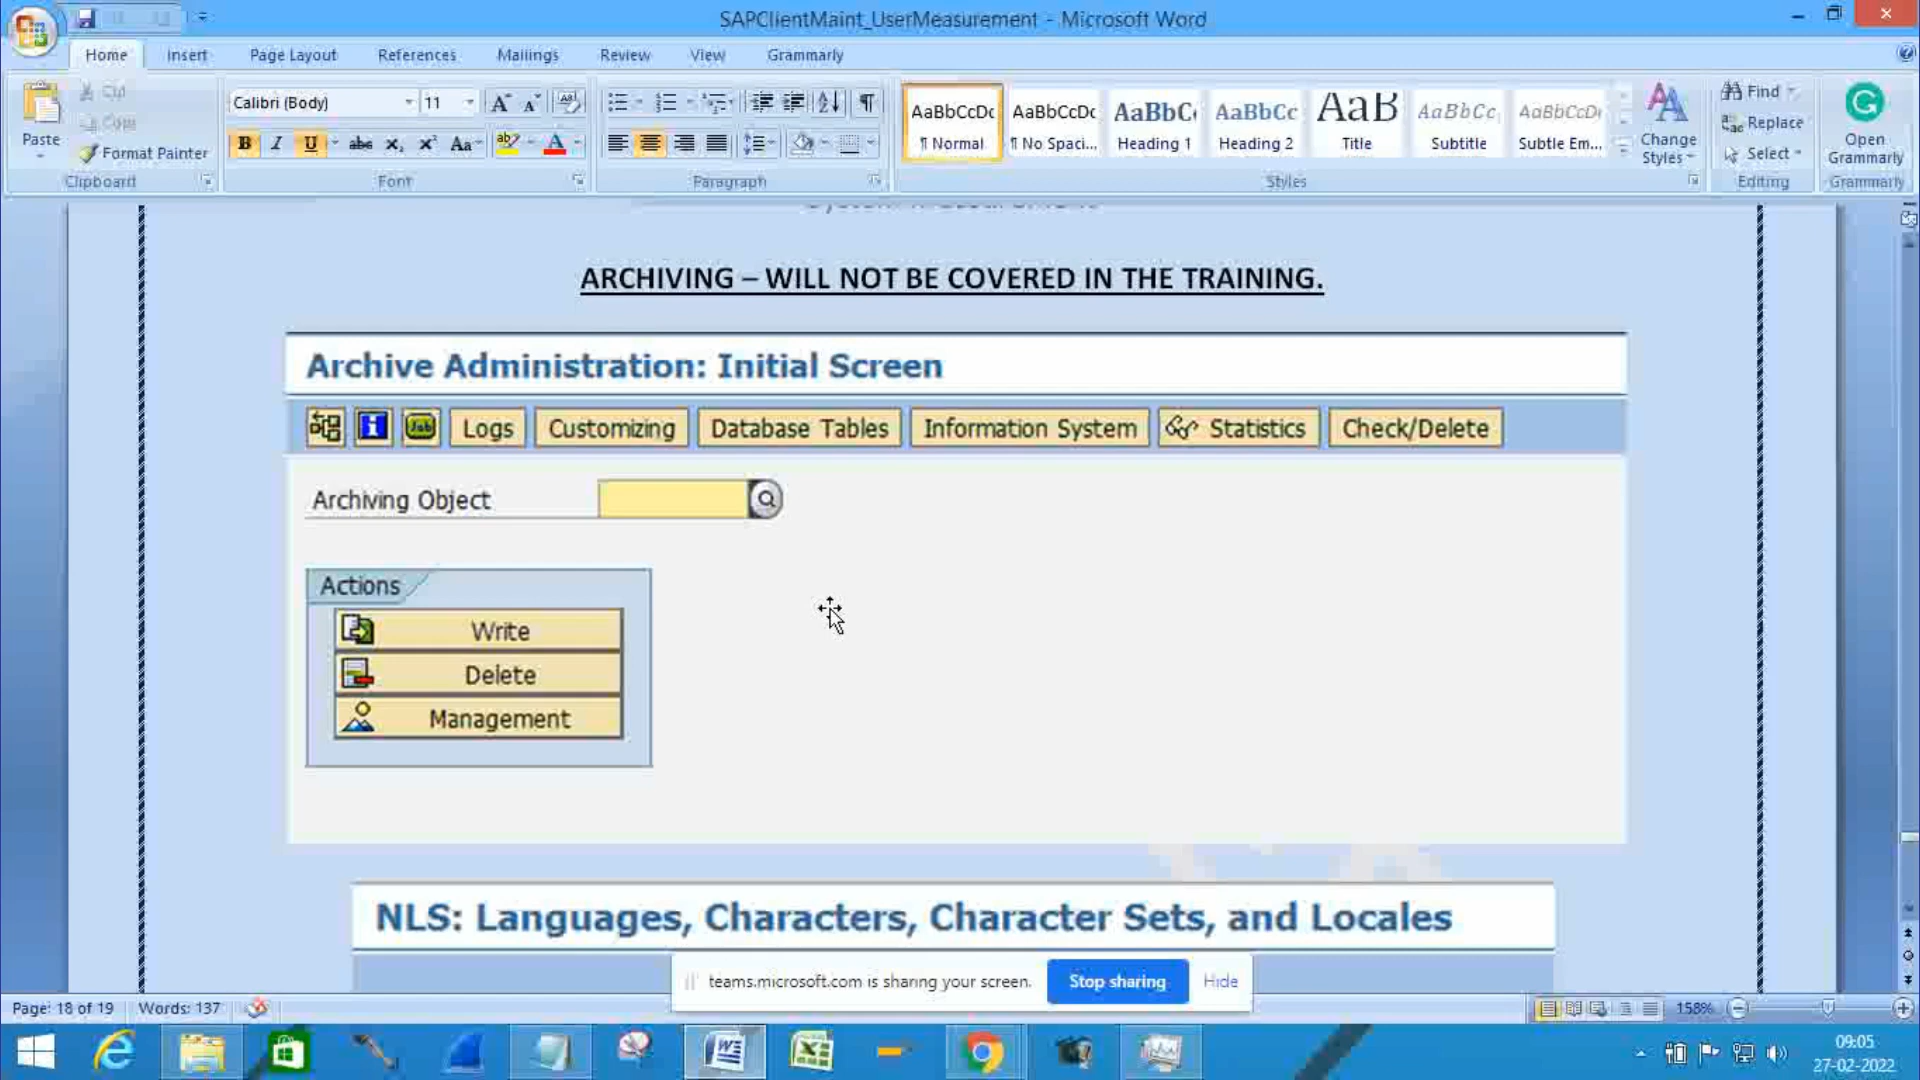 SAPClientMaint_UserMeasurement - Microsoft Word
Home Insert Page Layout References Mailings Review View Grammarly
Paste
Cut
Copy
Format Painter
Clipboard
Calibri (Body) 11
Font
Paragraph
AaBbCcDc AaBbCcDc AaBbC AaBbCc AaB AaBbCc. AaBbCcDi
¶ Normal ¶ No Spaci... Heading 1 Heading 2 Title Subtitle Subtle Em...
Change
Styles
Styles
Find
Replace
Select
Editing
Open
Grammarly
Grammarly
ARCHIVING – WILL NOT BE COVERED IN THE TRAINING.
Archive Administration: Initial Screen
Job Logs Customizing Database Tables Information System Statistics Check/Delete
Archiving Object
Actions
Write
Delete
Management
NLS: Languages, Characters, Character Sets, and Locales
teams.microsoft.com is sharing your screen. Stop sharing Hide
Page: 18 of 19 Words: 137 158%
09:05
27-02-2022